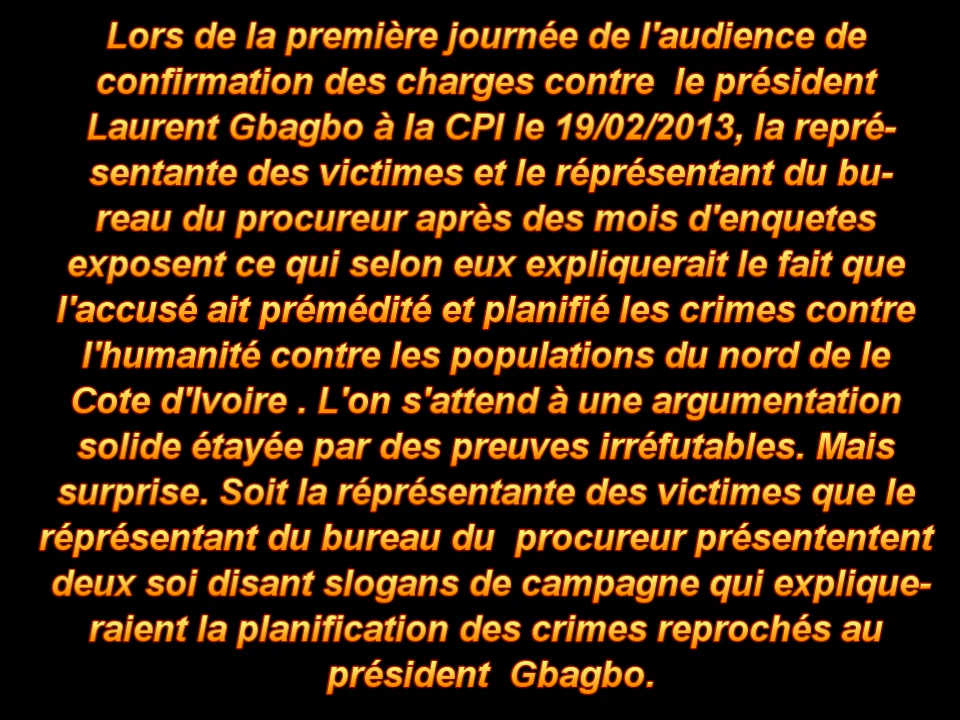 Lors de la première journée de l'audience de
confirmation des charges contre le président
Laurent Gbagbo à la CPI le 19/02/2013, la repré-
sentante des victimes et le réprésentant du bu-
reau du procureur après des mois d'enquetes
exposent ce qui selon eux expliquerait le fait que
l'accusé ait prémédité et planifié les crimes contre
l'humanité contre les populations du nord de le
Cote d'Ivoire . L'on s'attend à une argumentation
solide étayée par des preuves irréfutables. Mais
surprise. Soit la réprésentante des victimes que le
réprésentant du bureau du procureur présentent­ent
deux soi disant slogans de campagne qui explique-
raient la planification des crimes reprochés au
président Gbagbo.